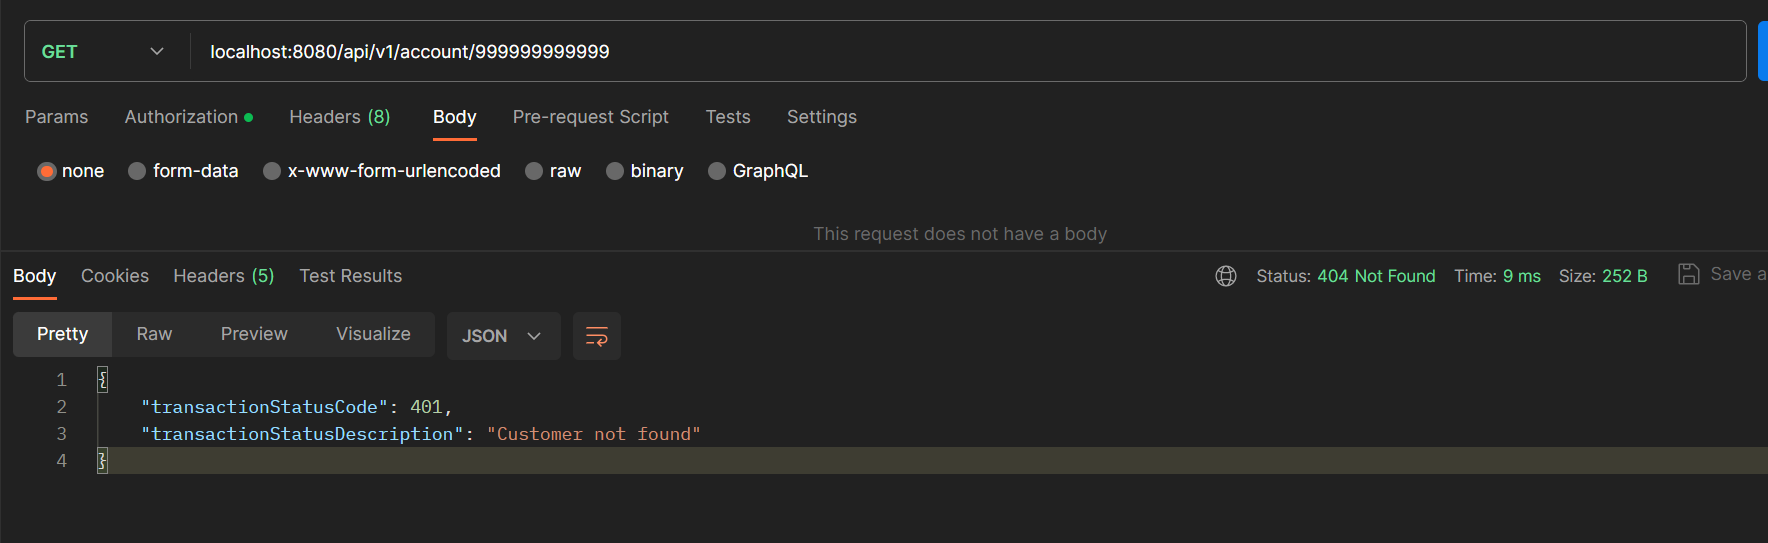 GET localhost:8080/api/v1/account/999999999999
Params Authorization Headers (8) Body Pre-request Script Tests Settings
none form-data x-www-form-urlencoded raw binary GraphQL
This request does not have a body
Body Cookies Headers (5) Test Results Status: 404 Not Found Time: 9 ms Size: 252 B Save a
Pretty Raw Preview Visualize JSON
1 {
2 "transactionStatusCode": 401,
3 "transactionStatusDescription": "Customer not found"
4 }